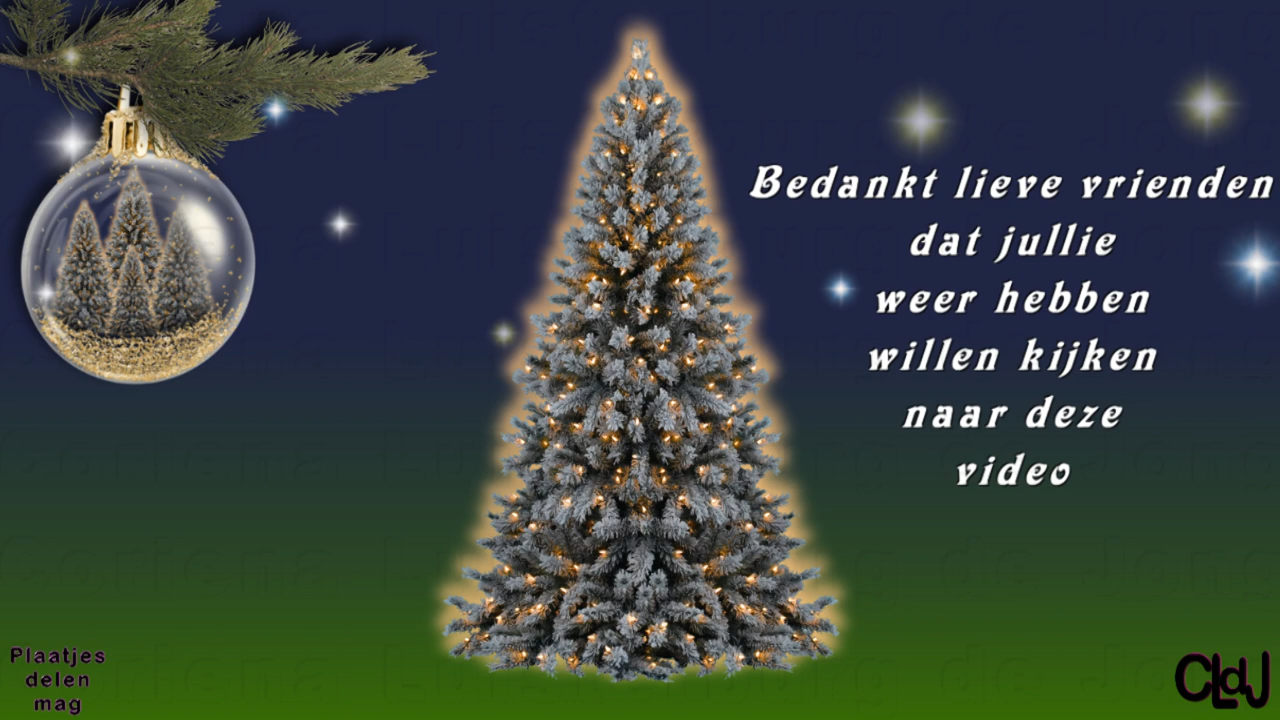 Bedankt lieve vrienden
dat jullie
weer hebben
willen kijken
naar deze
video
Plaatjes
delen
mag
CLdJ